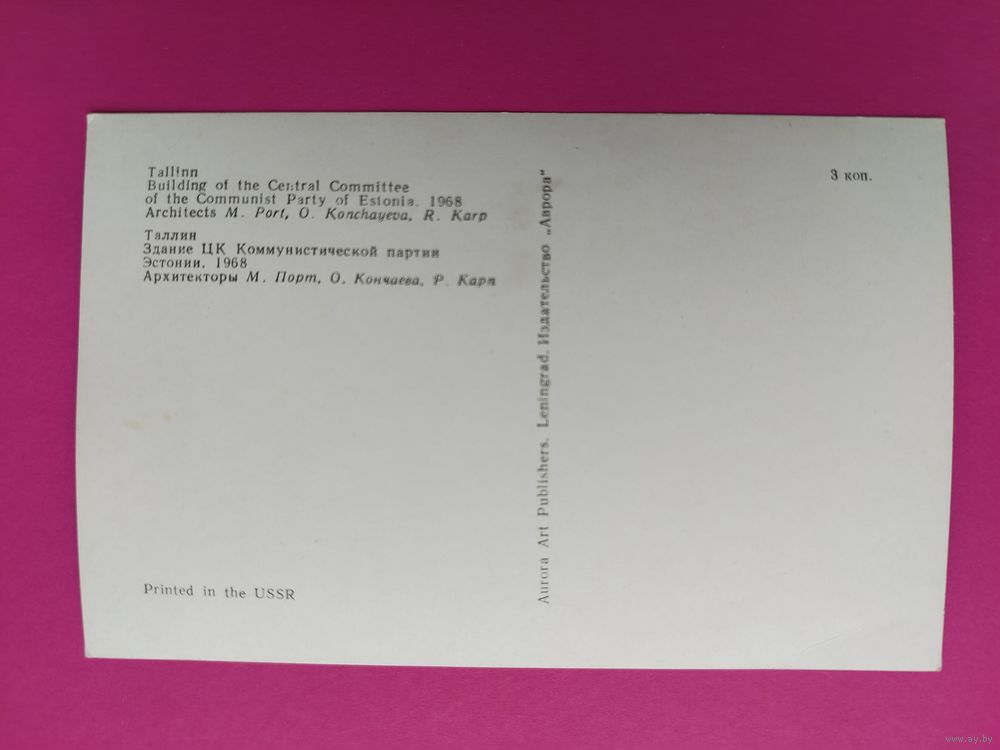 Tallinn
Building of the Central Committee
of the Communist Party of Estonia. 1968
Architects M. Port, O. Konchayeva, R. Karp
Таллин
Здание ЦК Коммунистической партии
Эстонии. 1968
Архитекторы М. Порт, О. Кончаева, Р. Карп
Printed in the USSR
Aurora Art Publishers. Leningrad. Издательство „Аврора"
3 коп.
www.ay.by